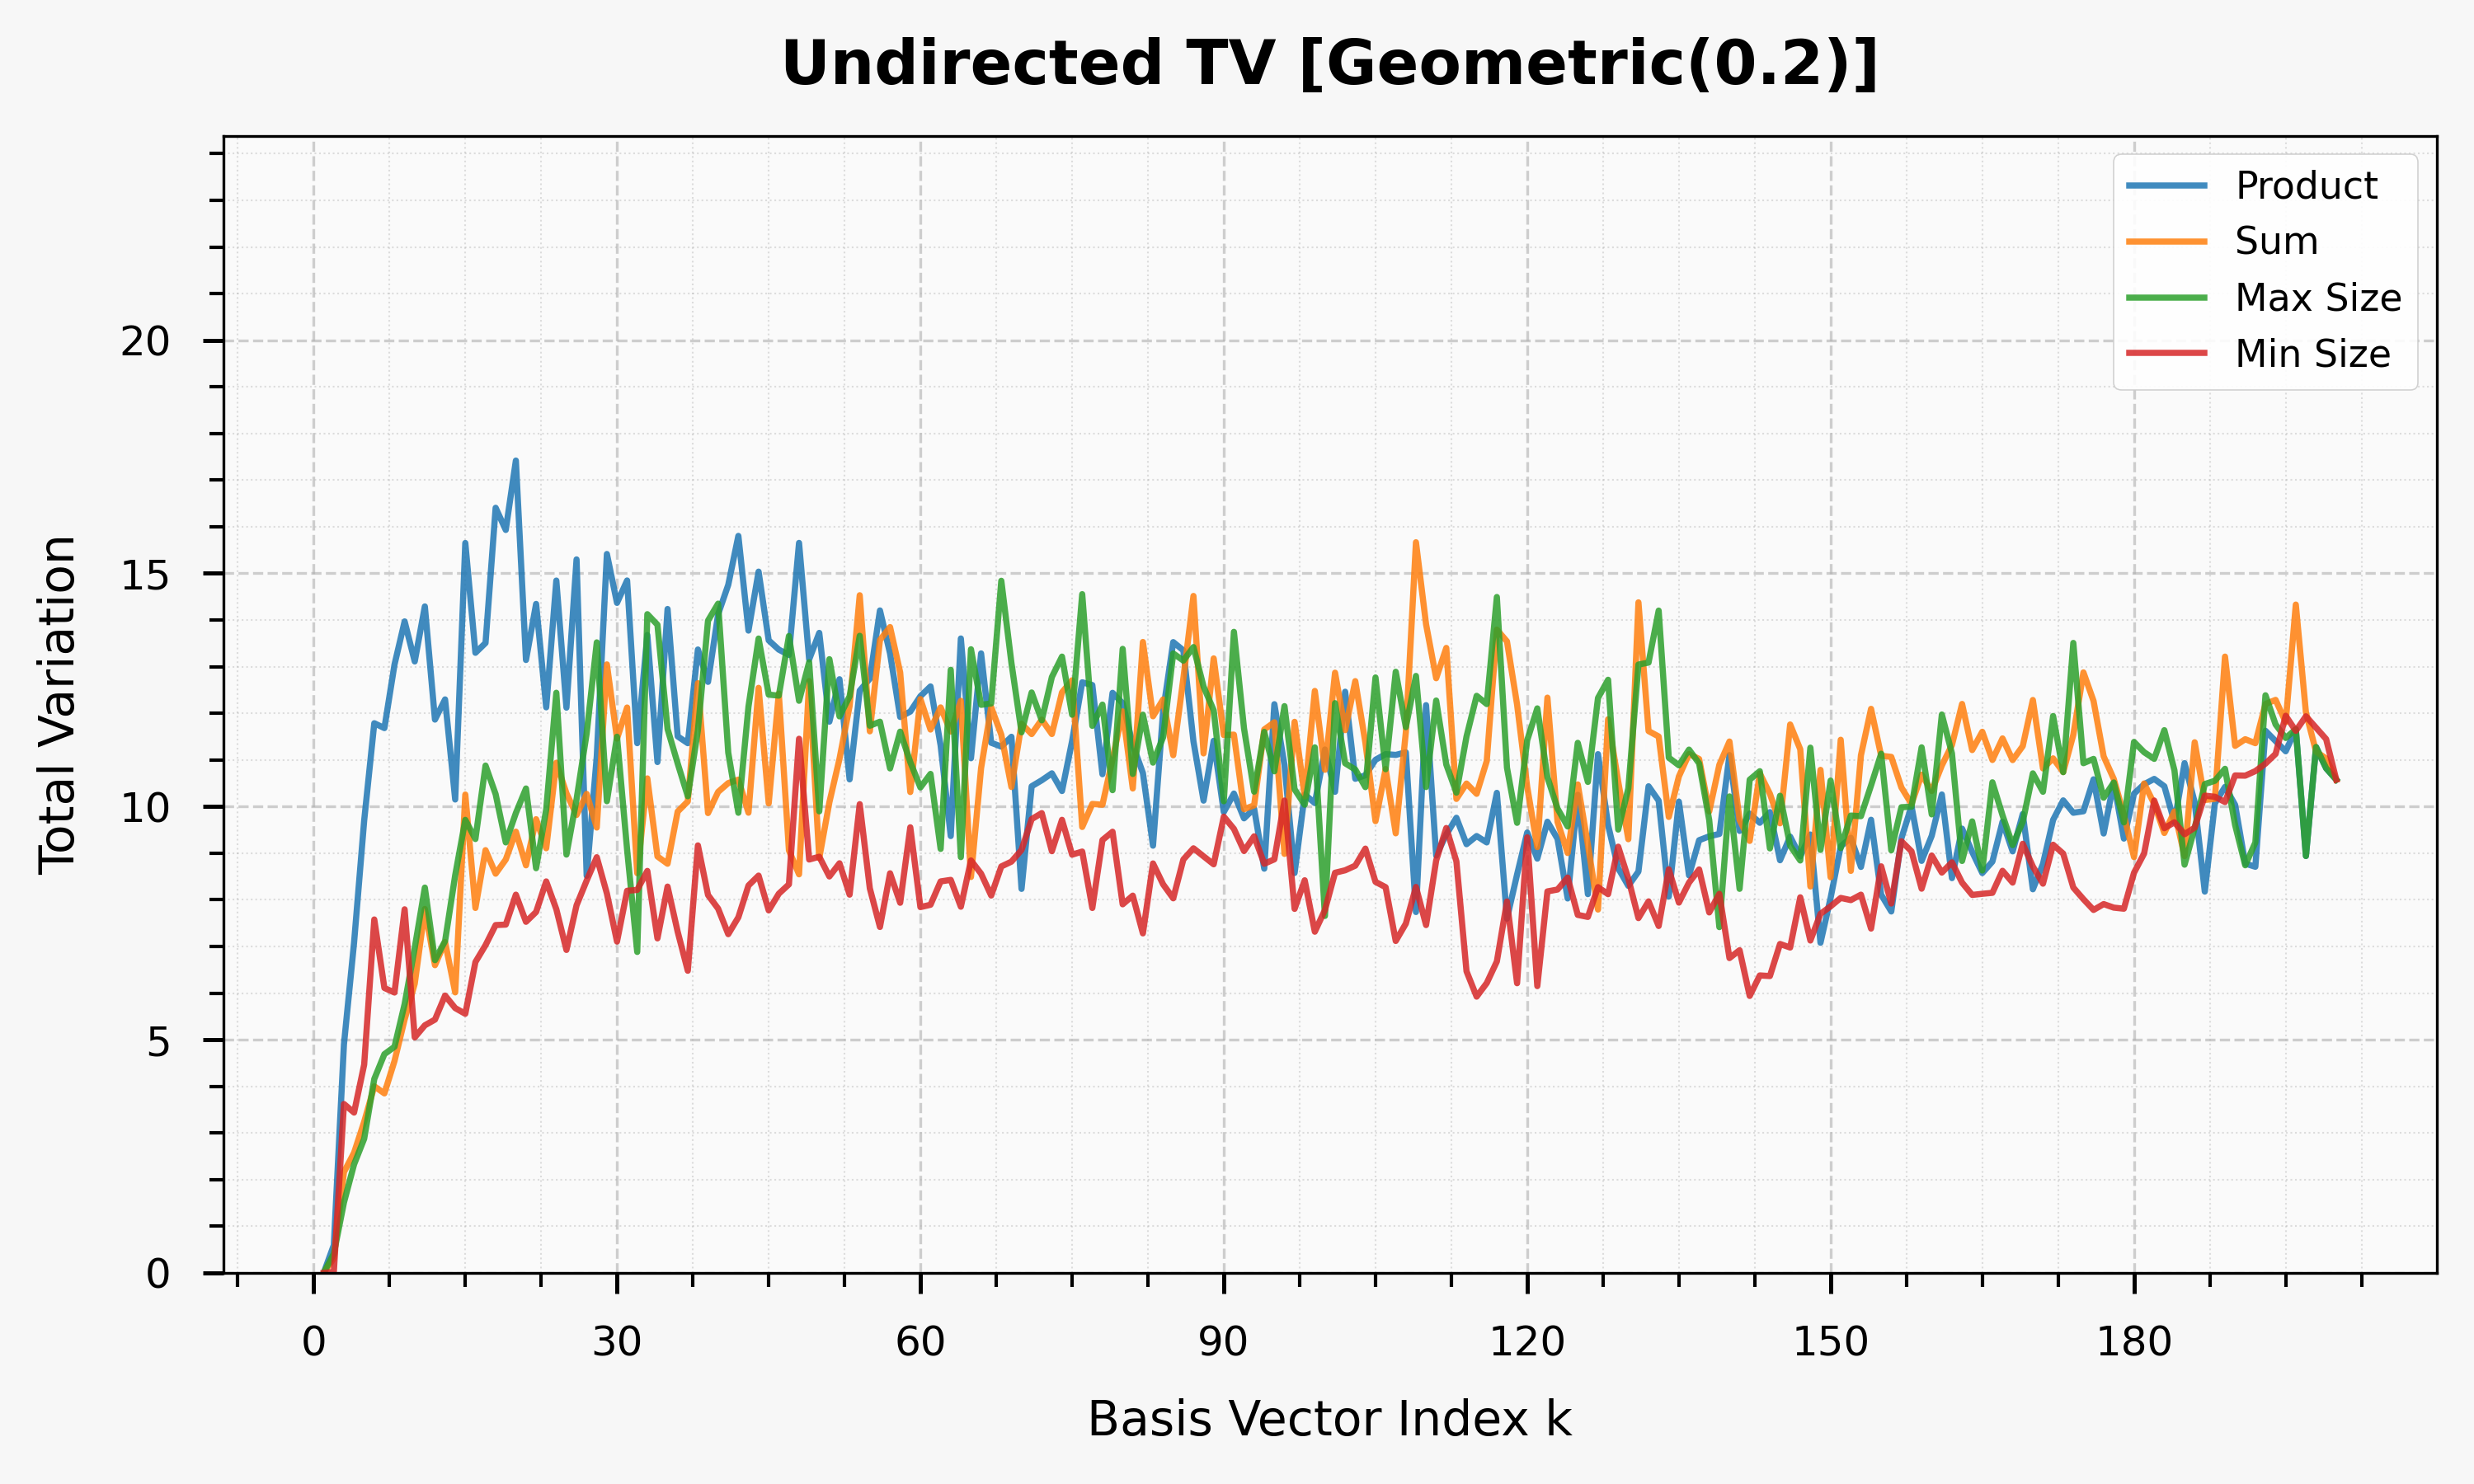 Undirected TV [Geometric(0.2)]
Product
Sum
Max Size
Min Size
Total Variation
20
15
10
5
0
0 30 60 90 120 150 180
Basis Vector Index k